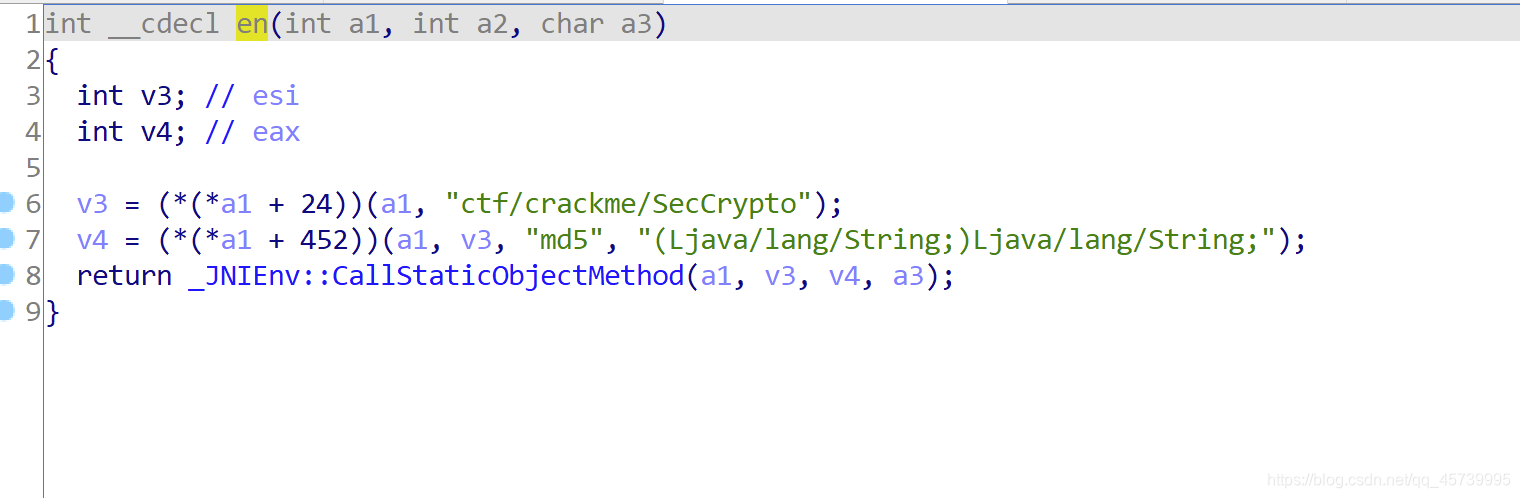 1 int __cdecl en(int a1, int a2, char a3)
2 {
3   int v3; // esi
4   int v4; // eax
5
6   v3 = (*(*a1 + 24))(a1, "ctf/crackme/SecCrypto");
7   v4 = (*(*a1 + 452))(a1, v3, "md5", "(Ljava/lang/String;)Ljava/lang/String;");
8   return _JNIEnv::CallStaticObjectMethod(a1, v3, v4, a3);
9 }
https://blog.csdn.net/qq_45739995